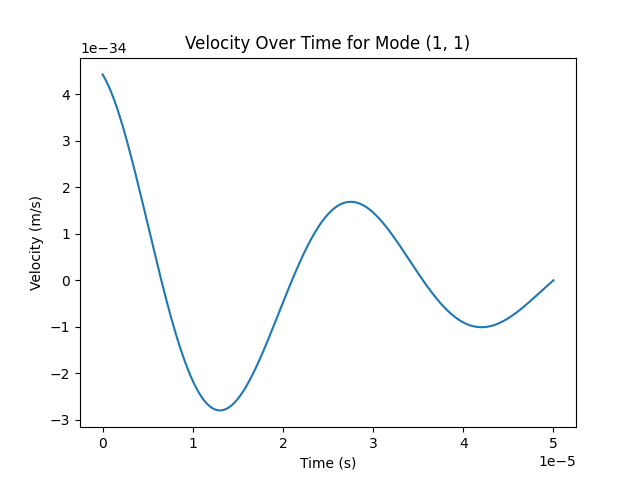 Velocity Over Time for Mode (1, 1)
1e−34
4
3
2
1
0
−1
−2
−3
Velocity (m/s)
0 1 2 3 4 5
1e−5
Time (s)